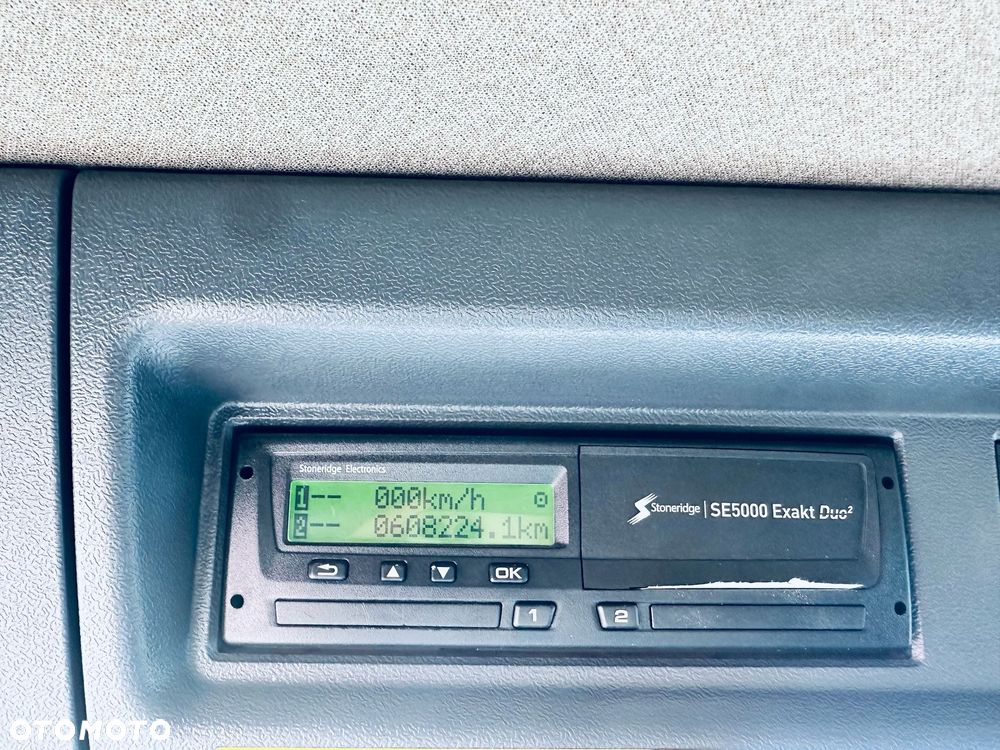 Stoneridge Electronics
1 -- 000km/h
2 -- 0608224.1km
OK
1
2
Stoneridge | SE5000 Exakt Duo²
OTOMOTO